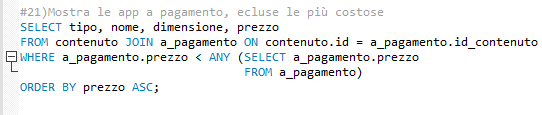 #21)Mostra le app a pagamento, ecluse le più costose
SELECT tipo, nome, dimensione, prezzo
FROM contenuto JOIN a_pagamento ON contenuto.id = a_pagamento.id_contenuto
WHERE a_pagamento.prezzo < ANY (SELECT a_pagamento.prezzo
FROM a_pagamento)
ORDER BY prezzo ASC;